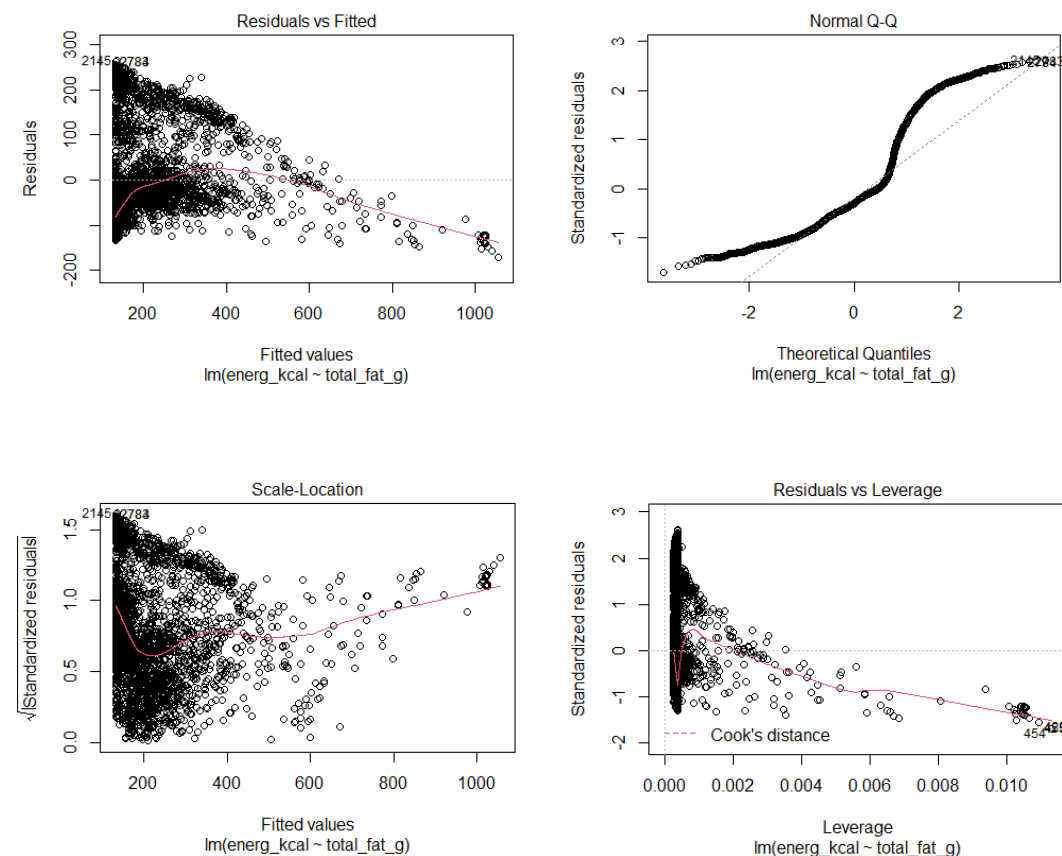 Residuals vs Fitted
300
200
100
0
-200
Residuals
2145
200 400 600 800 1000
Fitted values
lm(energ_kcal ~ total_fat_g)
Normal Q-Q
3
2
1
0
-1
Standardized residuals
-2 0 2
Theoretical Quantiles
lm(energ_kcal ~ total_fat_g)
Scale-Location
1.5
1.0
0.5
0.0
√|Standardized residuals|
2145
200 400 600 800 1000
Fitted values
lm(energ_kcal ~ total_fat_g)
Residuals vs Leverage
3
2
1
0
-1
-2
Standardized residuals
Cook's distance
454
0.000 0.002 0.004 0.006 0.008 0.010
Leverage
lm(energ_kcal ~ total_fat_g)